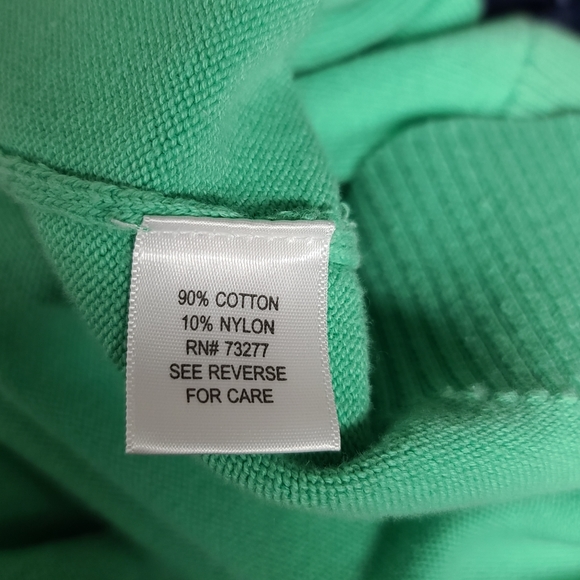 90% COTTON
10% NYLON
RN# 73277
SEE REVERSE
FOR CARE